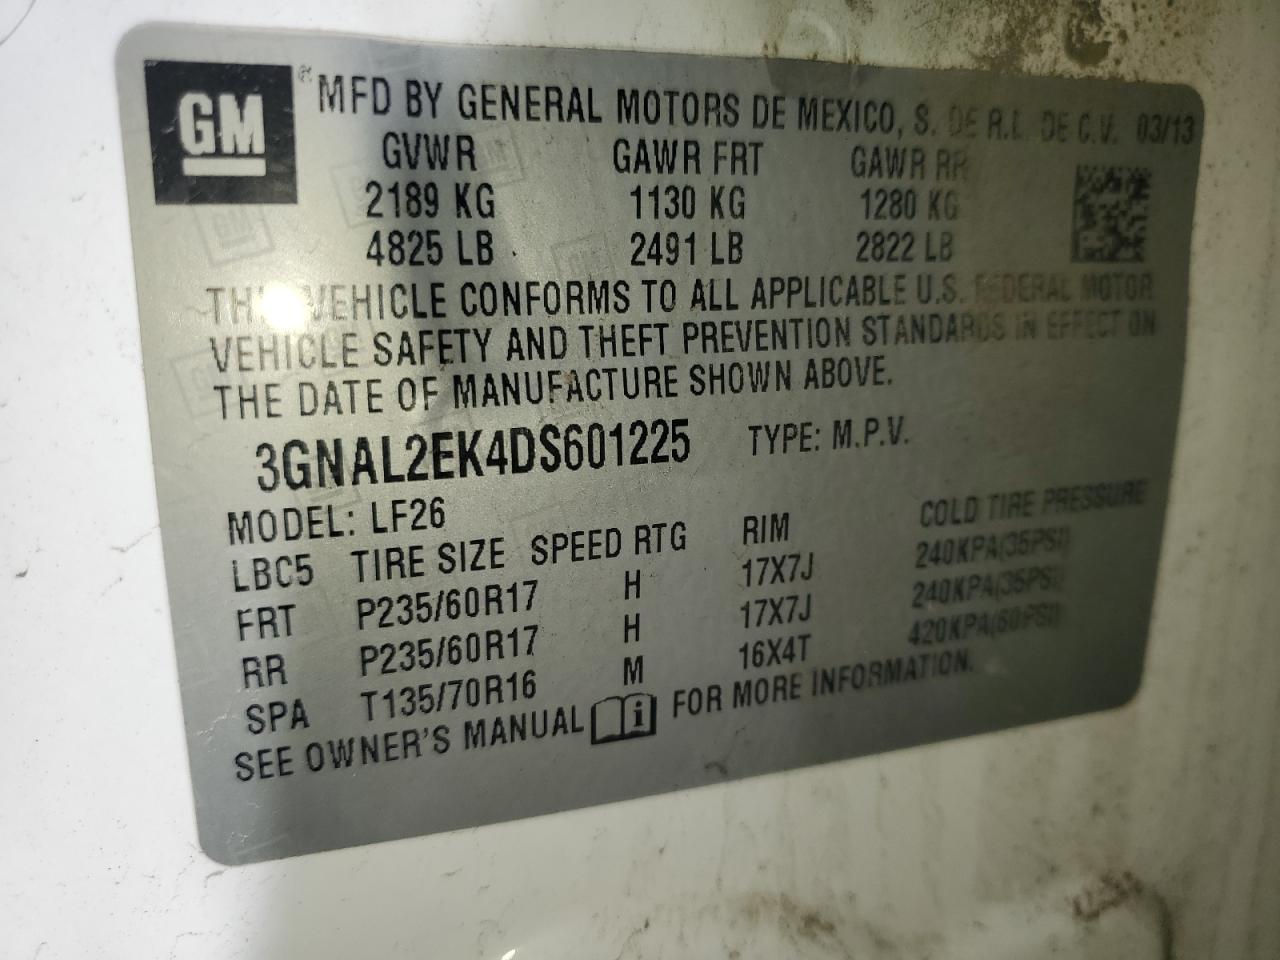 GM ® MFD BY GENERAL MOTORS DE MEXICO, S. DE R.L. DE C.V. 03/13
GVWR GAWR FRT GAWR RR
2189 KG 1130 KG 1280 KG
4825 LB 2491 LB 2822 LB
THIS VEHICLE CONFORMS TO ALL APPLICABLE U.S. FEDERAL MOTOR
VEHICLE SAFETY AND THEFT PREVENTION STANDARDS IN EFFECT ON
THE DATE OF MANUFACTURE SHOWN ABOVE.
3GNAL2EK4DS601225 TYPE: M.P.V.
MODEL: LF26
LBC5 TIRE SIZE SPEED RTG RIM COLD TIRE PRESSURE
FRT P235/60R17 H 17X7J 240KPA(35PSI)
RR P235/60R17 H 17X7J 240KPA(35PSI)
SPA T135/70R16 M 16X4T 420KPA(60PSI)
SEE OWNER'S MANUAL i FOR MORE INFORMATION.